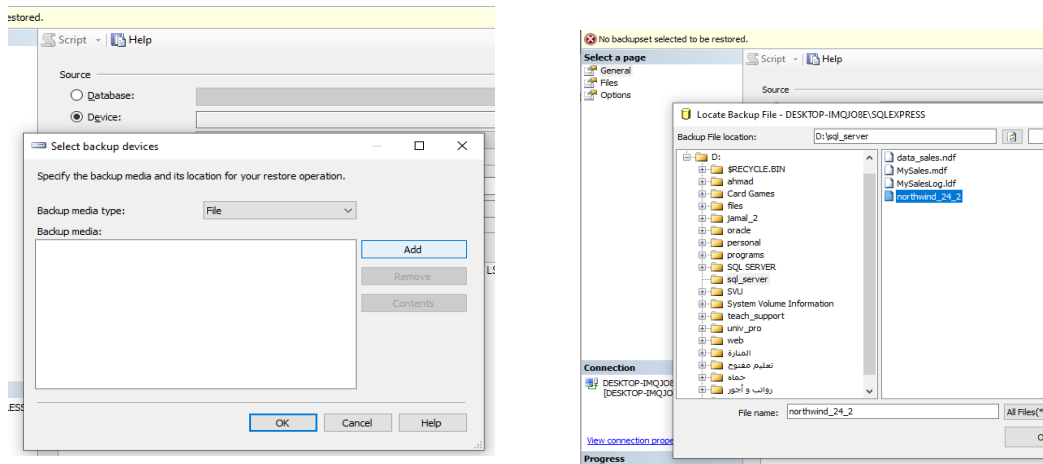 estored.
Script
Help
Source
Database:
Device:
Select backup devices
Specify the backup media and its location for your restore operation.
Backup media type:
File
Backup media:
Add
Remove
Contents
OK
Cancel
Help
No backupset selected to be restored.
Select a page
General
Files
Options
Script
Help
Source
Locate Backup File - DESKTOP-IMQJO8E\SQLEXPRESS
Backup File location:
D:\sql_server
D:
$RECYCLE.BIN
ahmad
Card Games
files
jamal_2
oracle
personal
programs
SQL SERVER
sql_server
SVU
System Volume Information
teach_support
univ_pro
web
المنارة
تعليم مفتوح
حماه
رواتب و أجور
data_sales.ndf
MySales.mdf
MySalesLog.ldf
northwind_24_2
Connection
DESKTOP-IMQJO8
[DESKTOP-IMQJO
View connection prope
Progress
File name:
northwind_24_2
All Files(*